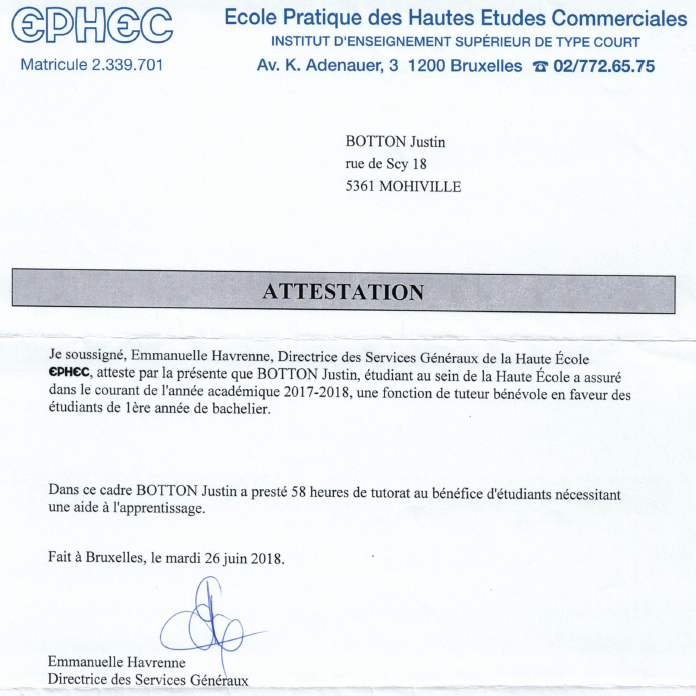 EPHEC
Ecole Pratique des Hautes Etudes Commerciales
INSTITUT D'ENSEIGNEMENT SUPÉRIEUR DE TYPE COURT
Matricule 2.339.701
Av. K. Adenauer, 3 1200 Bruxelles ☎ 02/772.65.75
BOTTON Justin
rue de Scy 18
5361 MOHIVILLE
ATTESTATION
Je soussigné, Emmanuelle Havrenne, Directrice des Services Généraux de la Haute École
EPHEC, atteste par la présente que BOTTON Justin, étudiant au sein de la Haute École a assuré
dans le courant de l'année académique 2017-2018, une fonction de tuteur bénévole en faveur des
étudiants de 1ère année de bachelier.
Dans ce cadre BOTTON Justin a presté 58 heures de tutorat au bénéfice d'étudiants nécessitant
une aide à l'apprentissage.
Fait à Bruxelles, le mardi 26 juin 2018.
Emmanuelle Havrenne
Directrice des Services Généraux